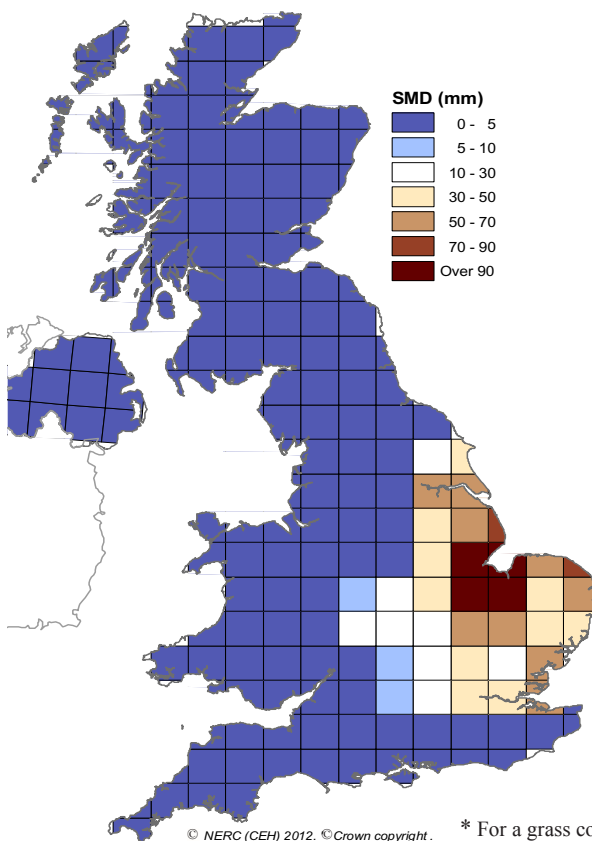 SMD (mm)
0 - 5
5 - 10
10 - 30
30 - 50
50 - 70
70 - 90
Over 90
© NERC (CEH) 2012. ©Crown copyright.
* For a grass co